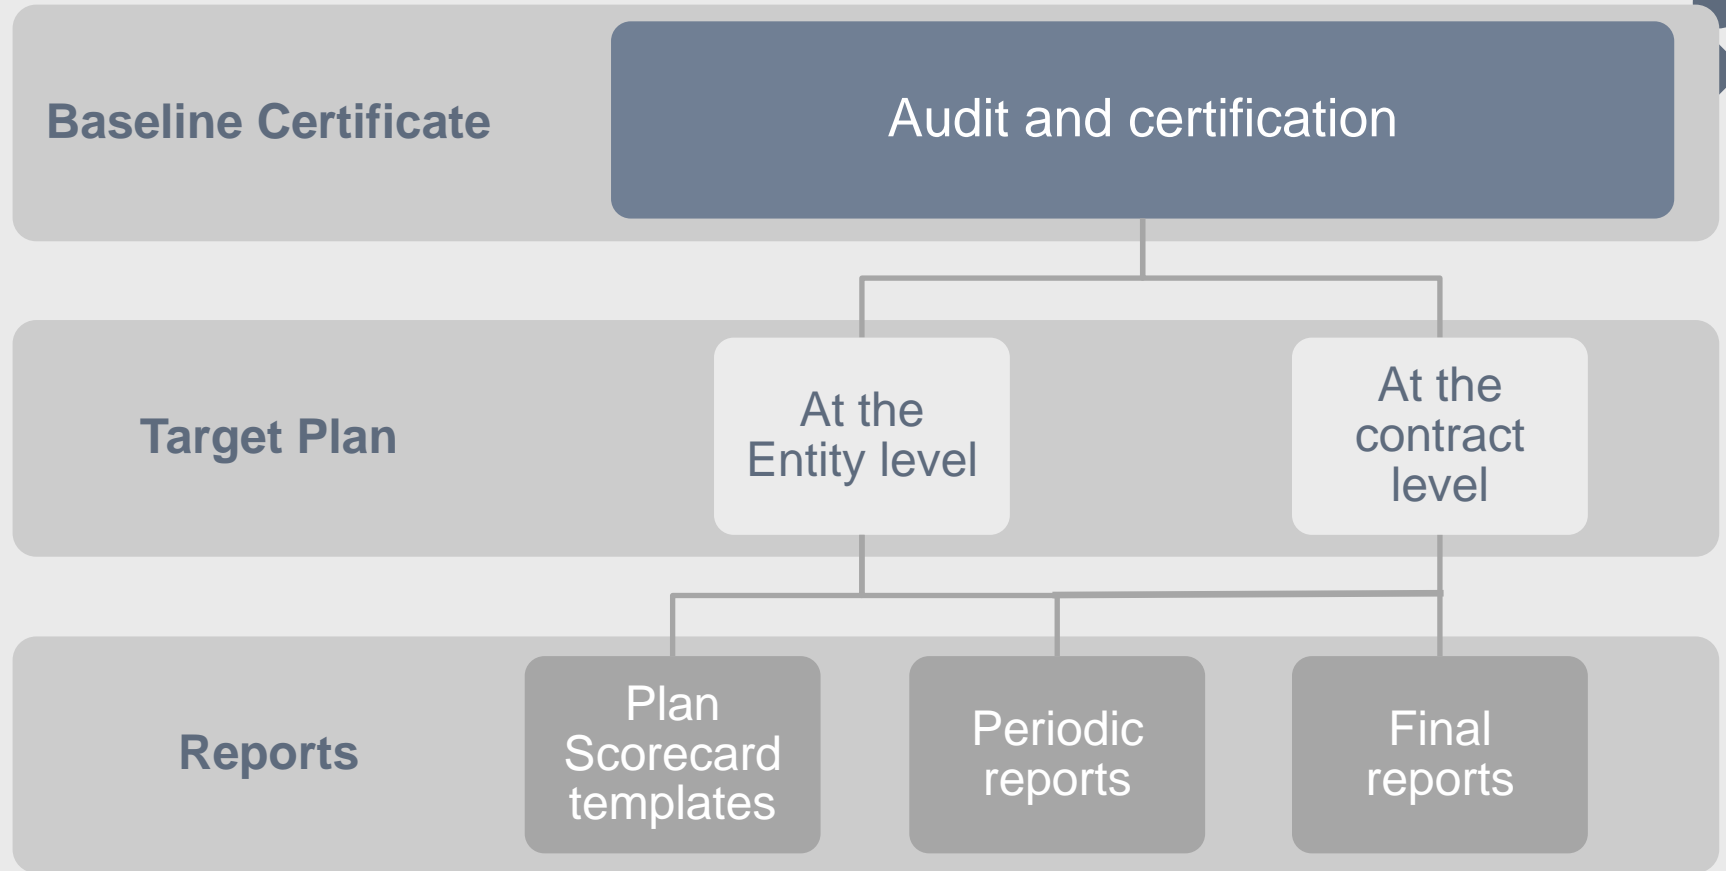 Baseline Certificate
Audit and certification
Target Plan
At the
Entity level
At the
contract
level
Reports
Plan
Scorecard
templates
Periodic
reports
Final
reports